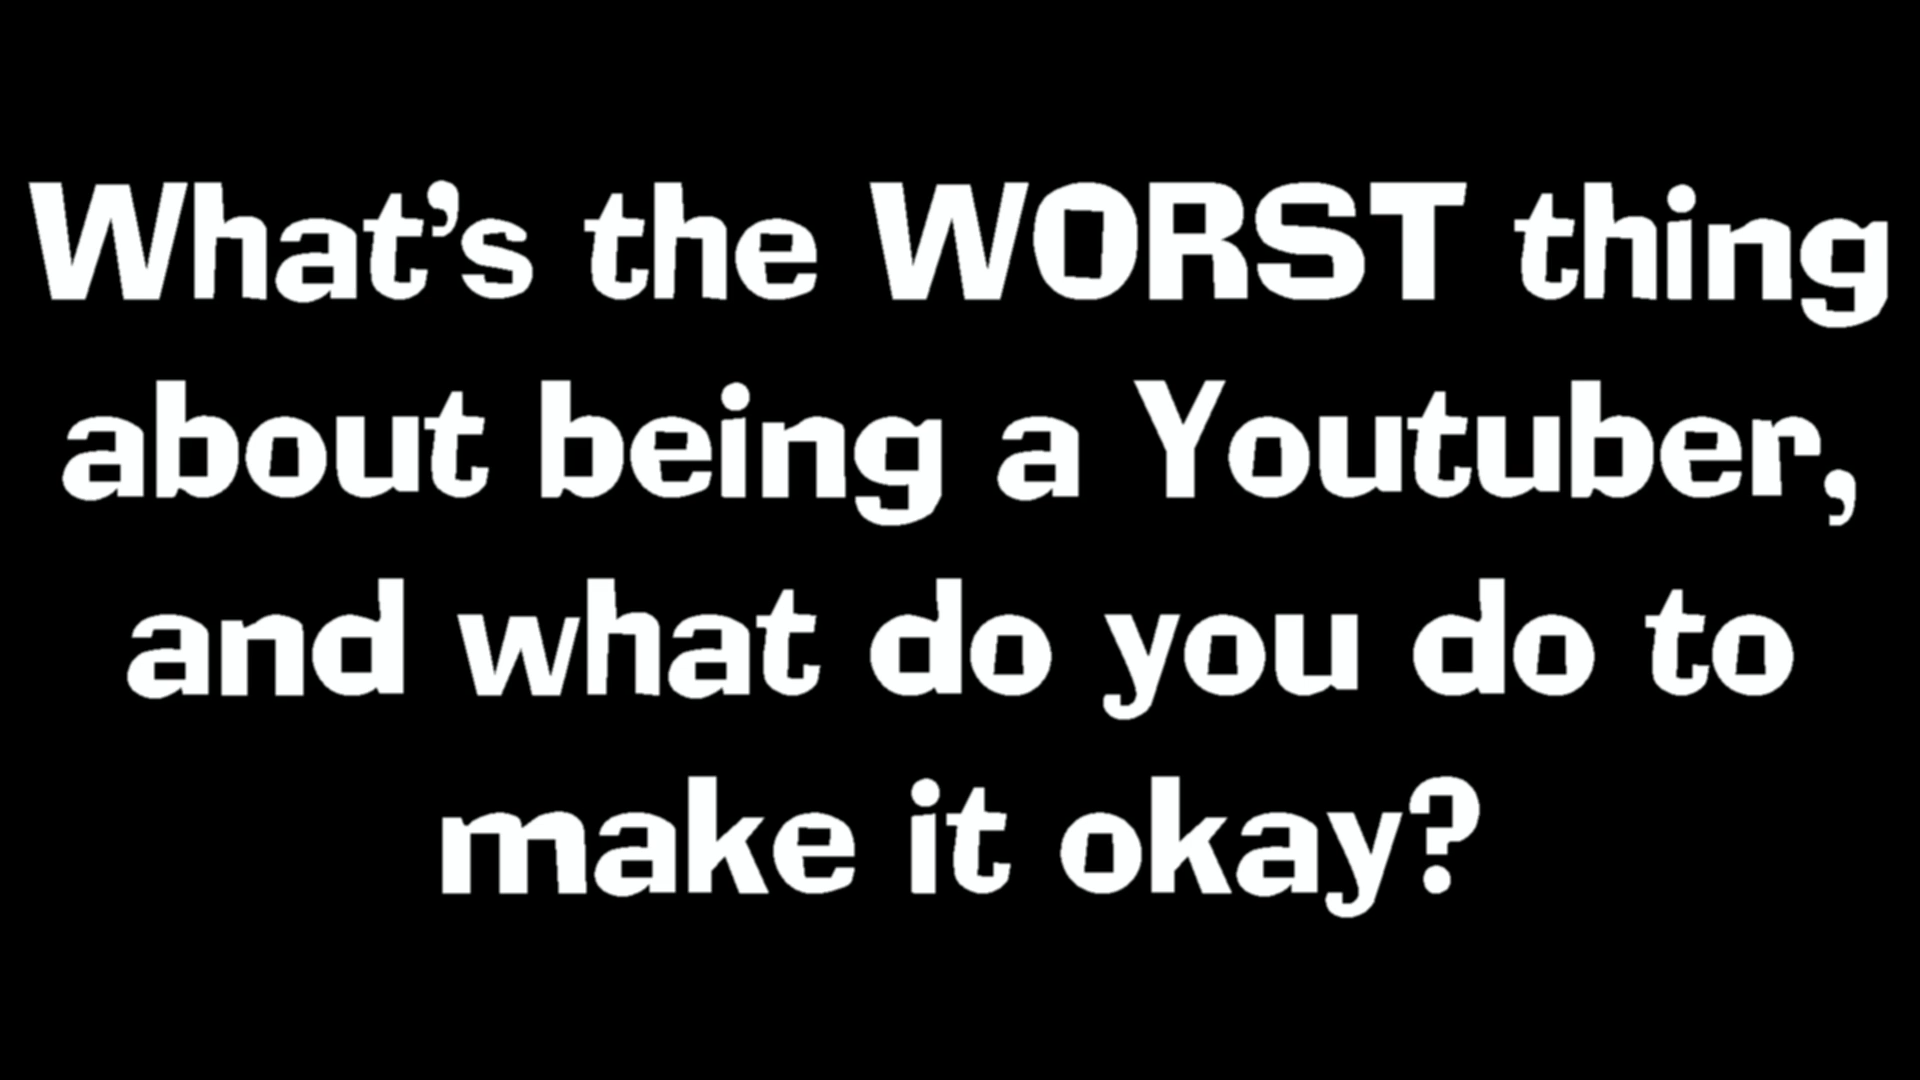 What’s the WORST thing
about being a Youtuber,
and what do you do to
make it okay?